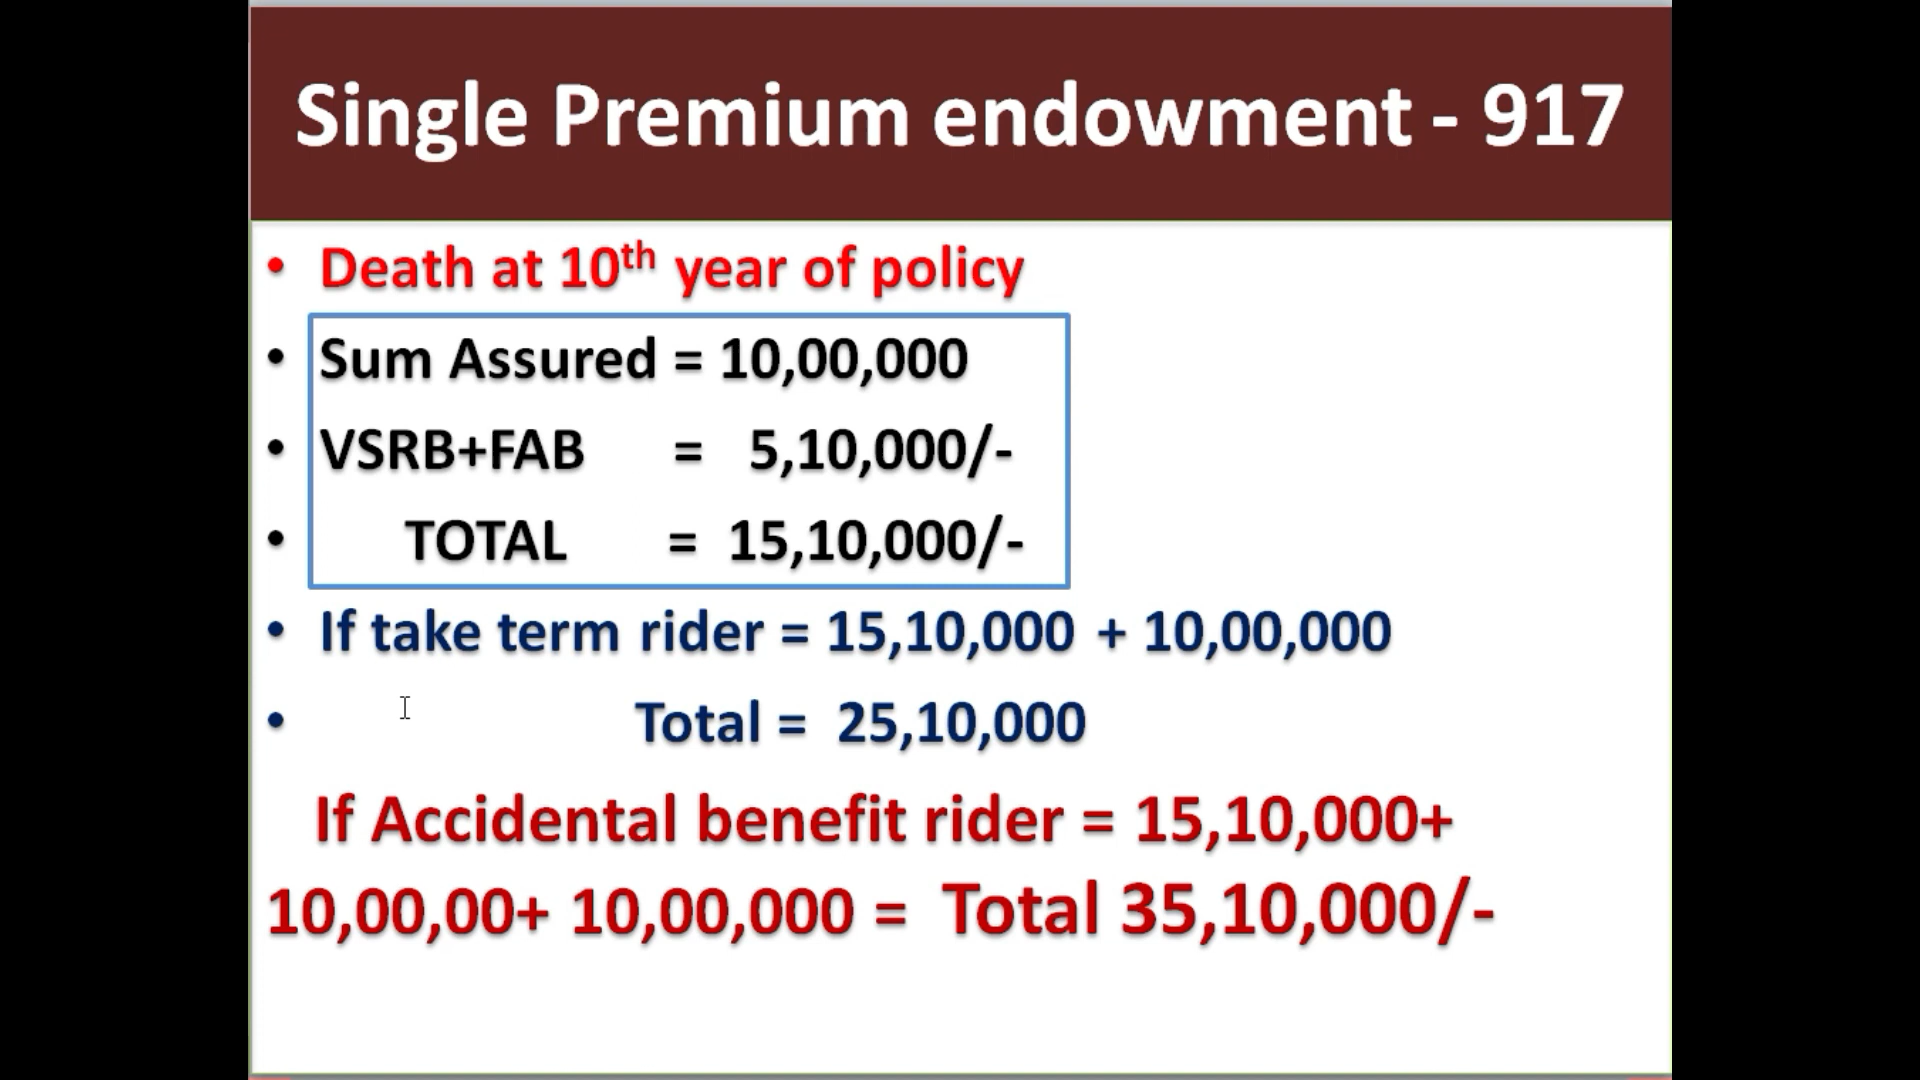 Single Premium endowment - 917
• Death at 10th year of policy
• Sum Assured = 10,00,000
• VSRB+FAB = 5,10,000/-
• TOTAL = 15,10,000/-
• If take term rider = 15,10,000 + 10,00,000
• Total = 25,10,000
If Accidental benefit rider = 15,10,000+
10,00,00+ 10,00,000 = Total 35,10,000/-